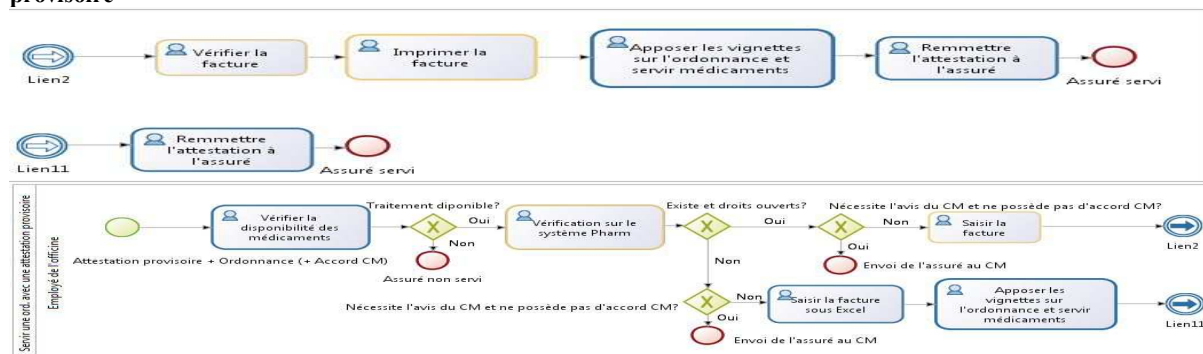 provisoire
Vérifier la
facture
Imprimer la
facture
Apposer les vignettes
sur l'ordonnance et
servir médicaments
Remmettre
l'attestation à
l'assuré
Lien2
Assuré servi
Remmettre
l'attestation à
l'assuré
Lien11
Assuré servi
Servir une ord. avec une attestation provisoire
Employé de l'officine
Attestation provisoire + Ordonnance (+ Accord CM)
Vérifier la
disponibilité des
médicaments
Traitement diponible?
Oui
Non
Assuré non servi
Vérification sur le
système Pharm
Existe et droits ouverts?
Oui
Non
Nécessite l'avis du CM et ne possède pas d'accord CM?
Non
Oui
Envoi de l'assuré au CM
Saisir la
facture
Lien2
Nécessite l'avis du CM et ne possède pas d'accord CM?
Non
Oui
Envoi de l'assuré au CM
Saisir la facture
sous Excel
Apposer les
vignettes sur
l'ordonnance et servir
médicaments
Lien11